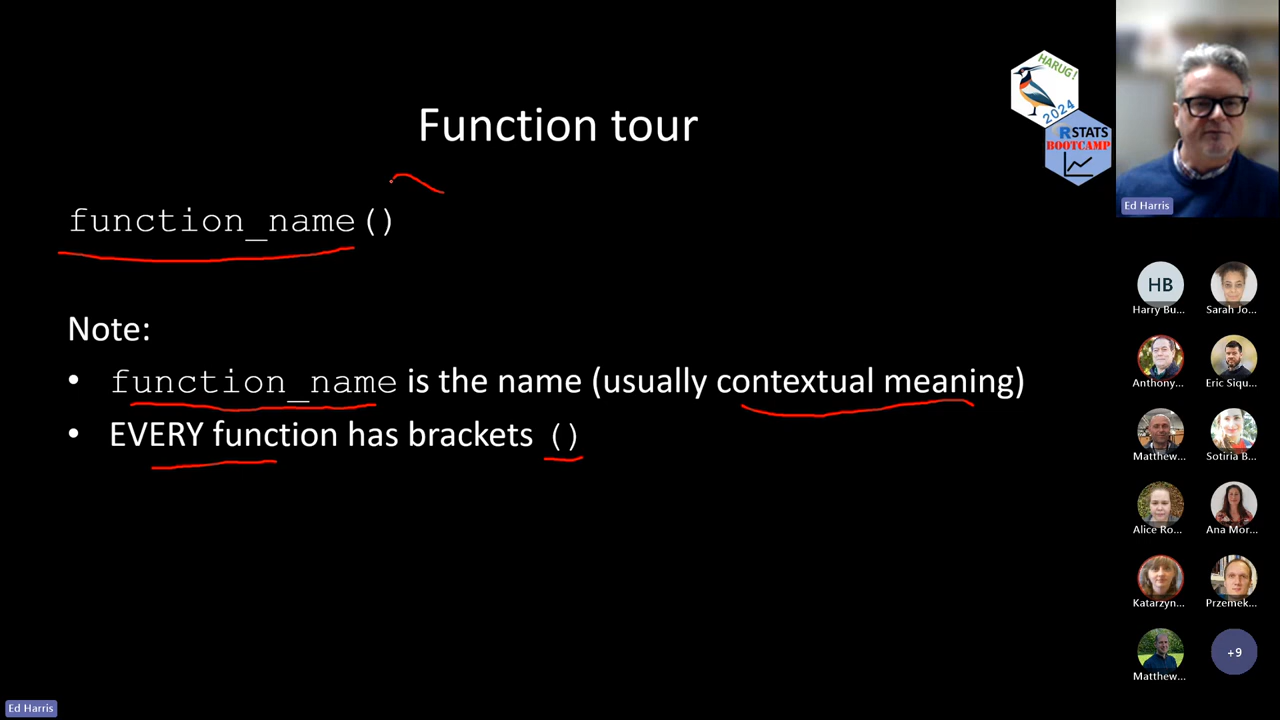 Function tour
HARUG!
2024
RSTATS
BOOTCAMP
function_name()
Note:
• function_name is the name (usually contextual meaning)
• EVERY function has brackets ()
Ed Harris
HB
Harry Bu...
Sarah Jo...
Anthony...
Eric Siqu...
Matthew...
Sotiria B...
Alice Ro...
Ana Mor...
Katarzyn...
Przemek...
Matthew...
+9
Ed Harris